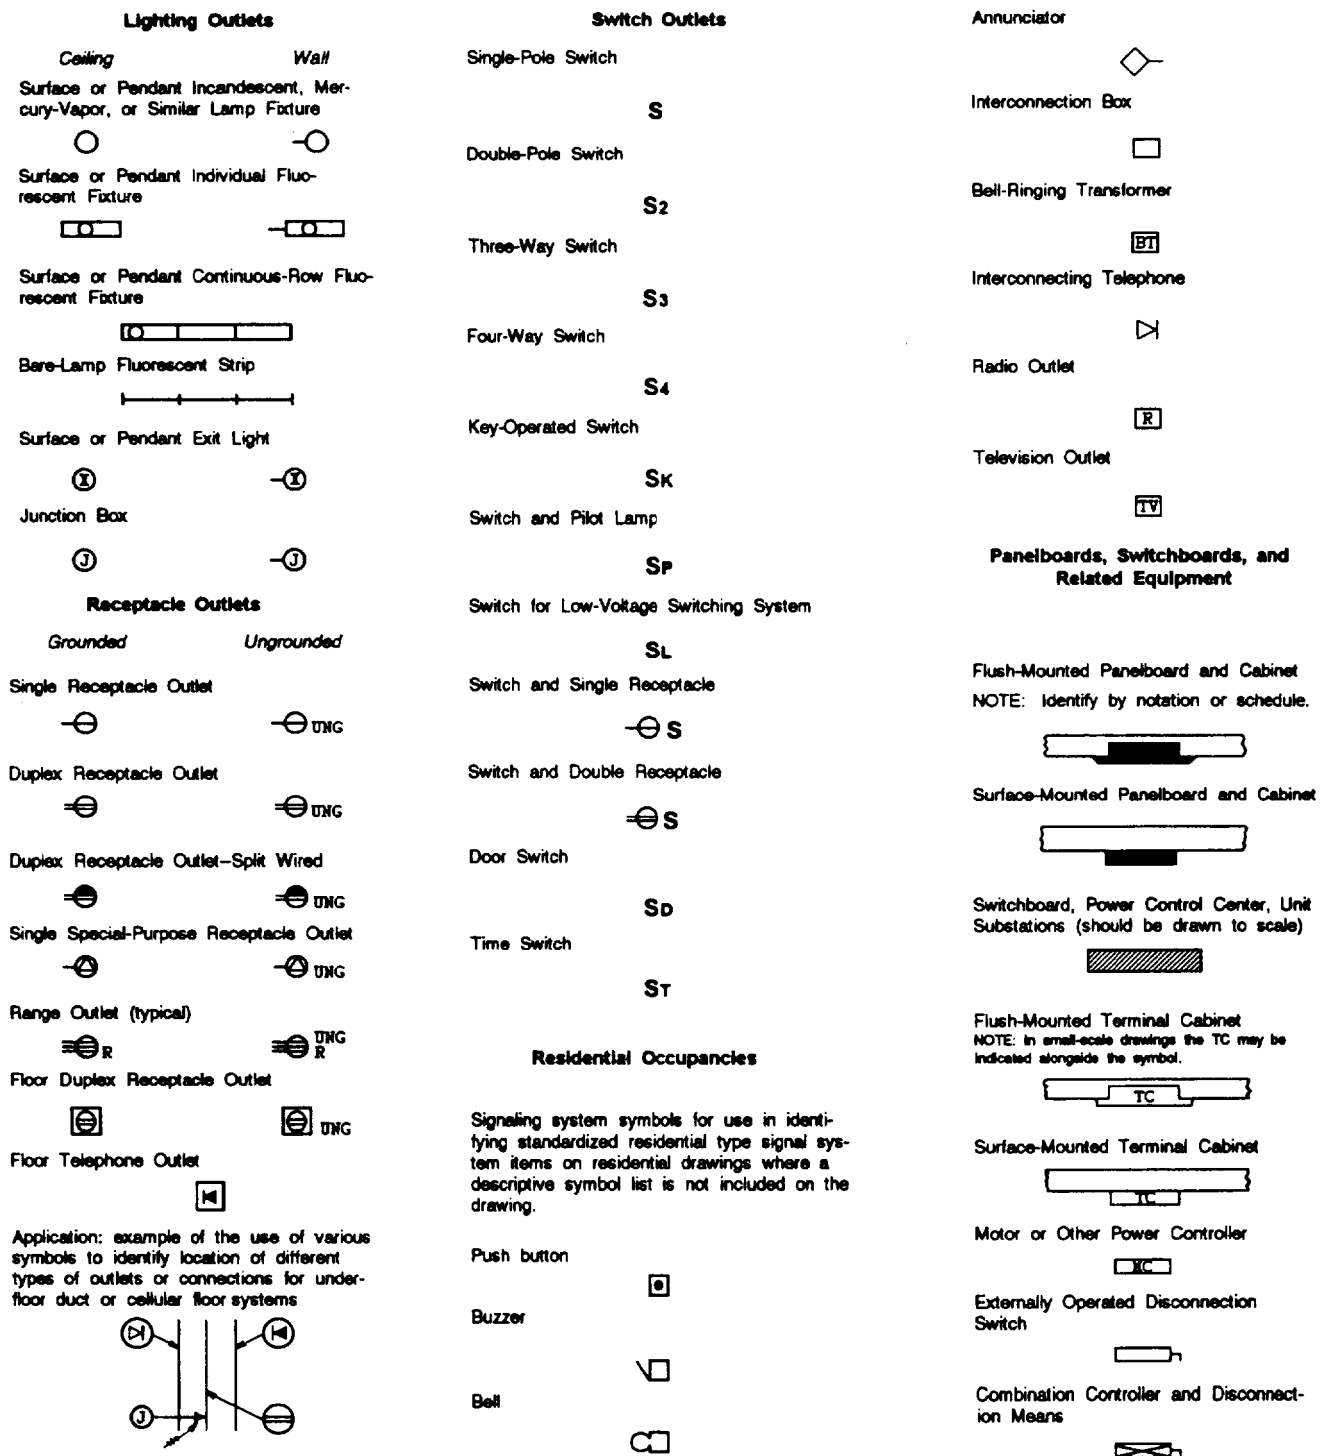 Lighting Outlets
Ceiling Wall
Surface or Pendant Incandescent, Mer-
cury-Vapor, or Similar Lamp Fixture
Surface or Pendant Individual Fluo-
rescent Fixture
Surface or Pendant Continuous-Row Fluo-
rescent Fixture
Bare-Lamp Fluorescent Strip
Surface or Pendant Exit Light
X X
Junction Box
J J
Receptacle Outlets
Grounded Ungrounded
Single Receptacle Outlet
UNG
Duplex Receptacle Outlet
UNG
Duplex Receptacle Outlet–Split Wired
UNG
Single Special-Purpose Receptacle Outlet
UNG
Range Outlet (typical)
R UNG
R
Floor Duplex Receptacle Outlet
UNG
Floor Telephone Outlet
Application: example of the use of various
symbols to identify location of different
types of outlets or connections for under-
floor duct or cellular floor systems
J
Switch Outlets
Single-Pole Switch
S
Double-Pole Switch
S2
Three-Way Switch
S3
Four-Way Switch
S4
Key-Operated Switch
SK
Switch and Pilot Lamp
SP
Switch for Low-Voltage Switching System
SL
Switch and Single Receptacle
S
Switch and Double Receptacle
S
Door Switch
SD
Time Switch
ST
Residential Occupancies
Signaling system symbols for use in identi-
fying standardized residential type signal sys-
tem items on residential drawings where a
descriptive symbol list is not included on the
drawing.
Push button
Buzzer
Bell
Annunciator
Interconnection Box
Bell-Ringing Transformer
BT
Interconnecting Telephone
Radio Outlet
R
Television Outlet
TV
Panelboards, Switchboards, and
Related Equipment
Flush-Mounted Panelboard and Cabinet
NOTE: Identify by notation or schedule.
Surface-Mounted Panelboard and Cabinet
Switchboard, Power Control Center, Unit
Substations (should be drawn to scale)
Flush-Mounted Terminal Cabinet
NOTE: In small-scale drawings the TC may be
indicated alongside the symbol.
TC
Surface-Mounted Terminal Cabinet
TC
Motor or Other Power Controller
MC
Externally Operated Disconnection
Switch
Combination Controller and Disconnect-
ion Means